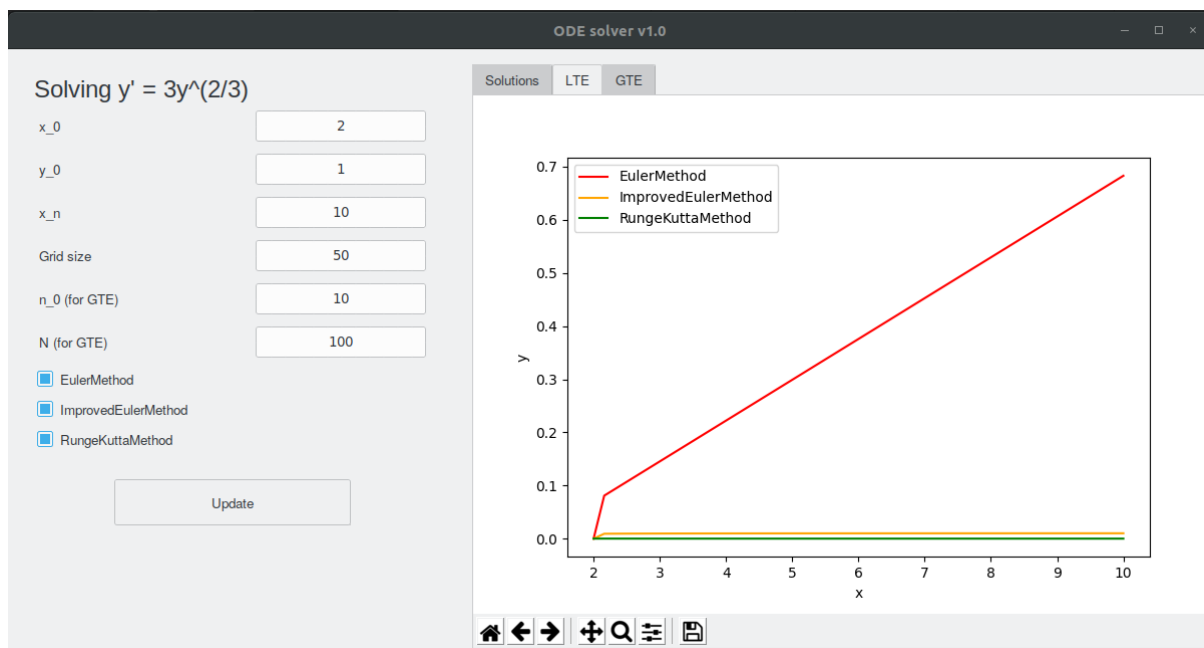 ODE solver v1.0
Solving y' = 3y^(2/3)
x_0 2
y_0 1
x_n 10
Grid size 50
n_0 (for GTE) 10
N (for GTE) 100
EulerMethod
ImprovedEulerMethod
RungeKuttaMethod
Update
Solutions LTE GTE
EulerMethod
ImprovedEulerMethod
RungeKuttaMethod
0.7
0.6
0.5
0.4
0.3
0.2
0.1
0.0
y
2 3 4 5 6 7 8 9 10
x